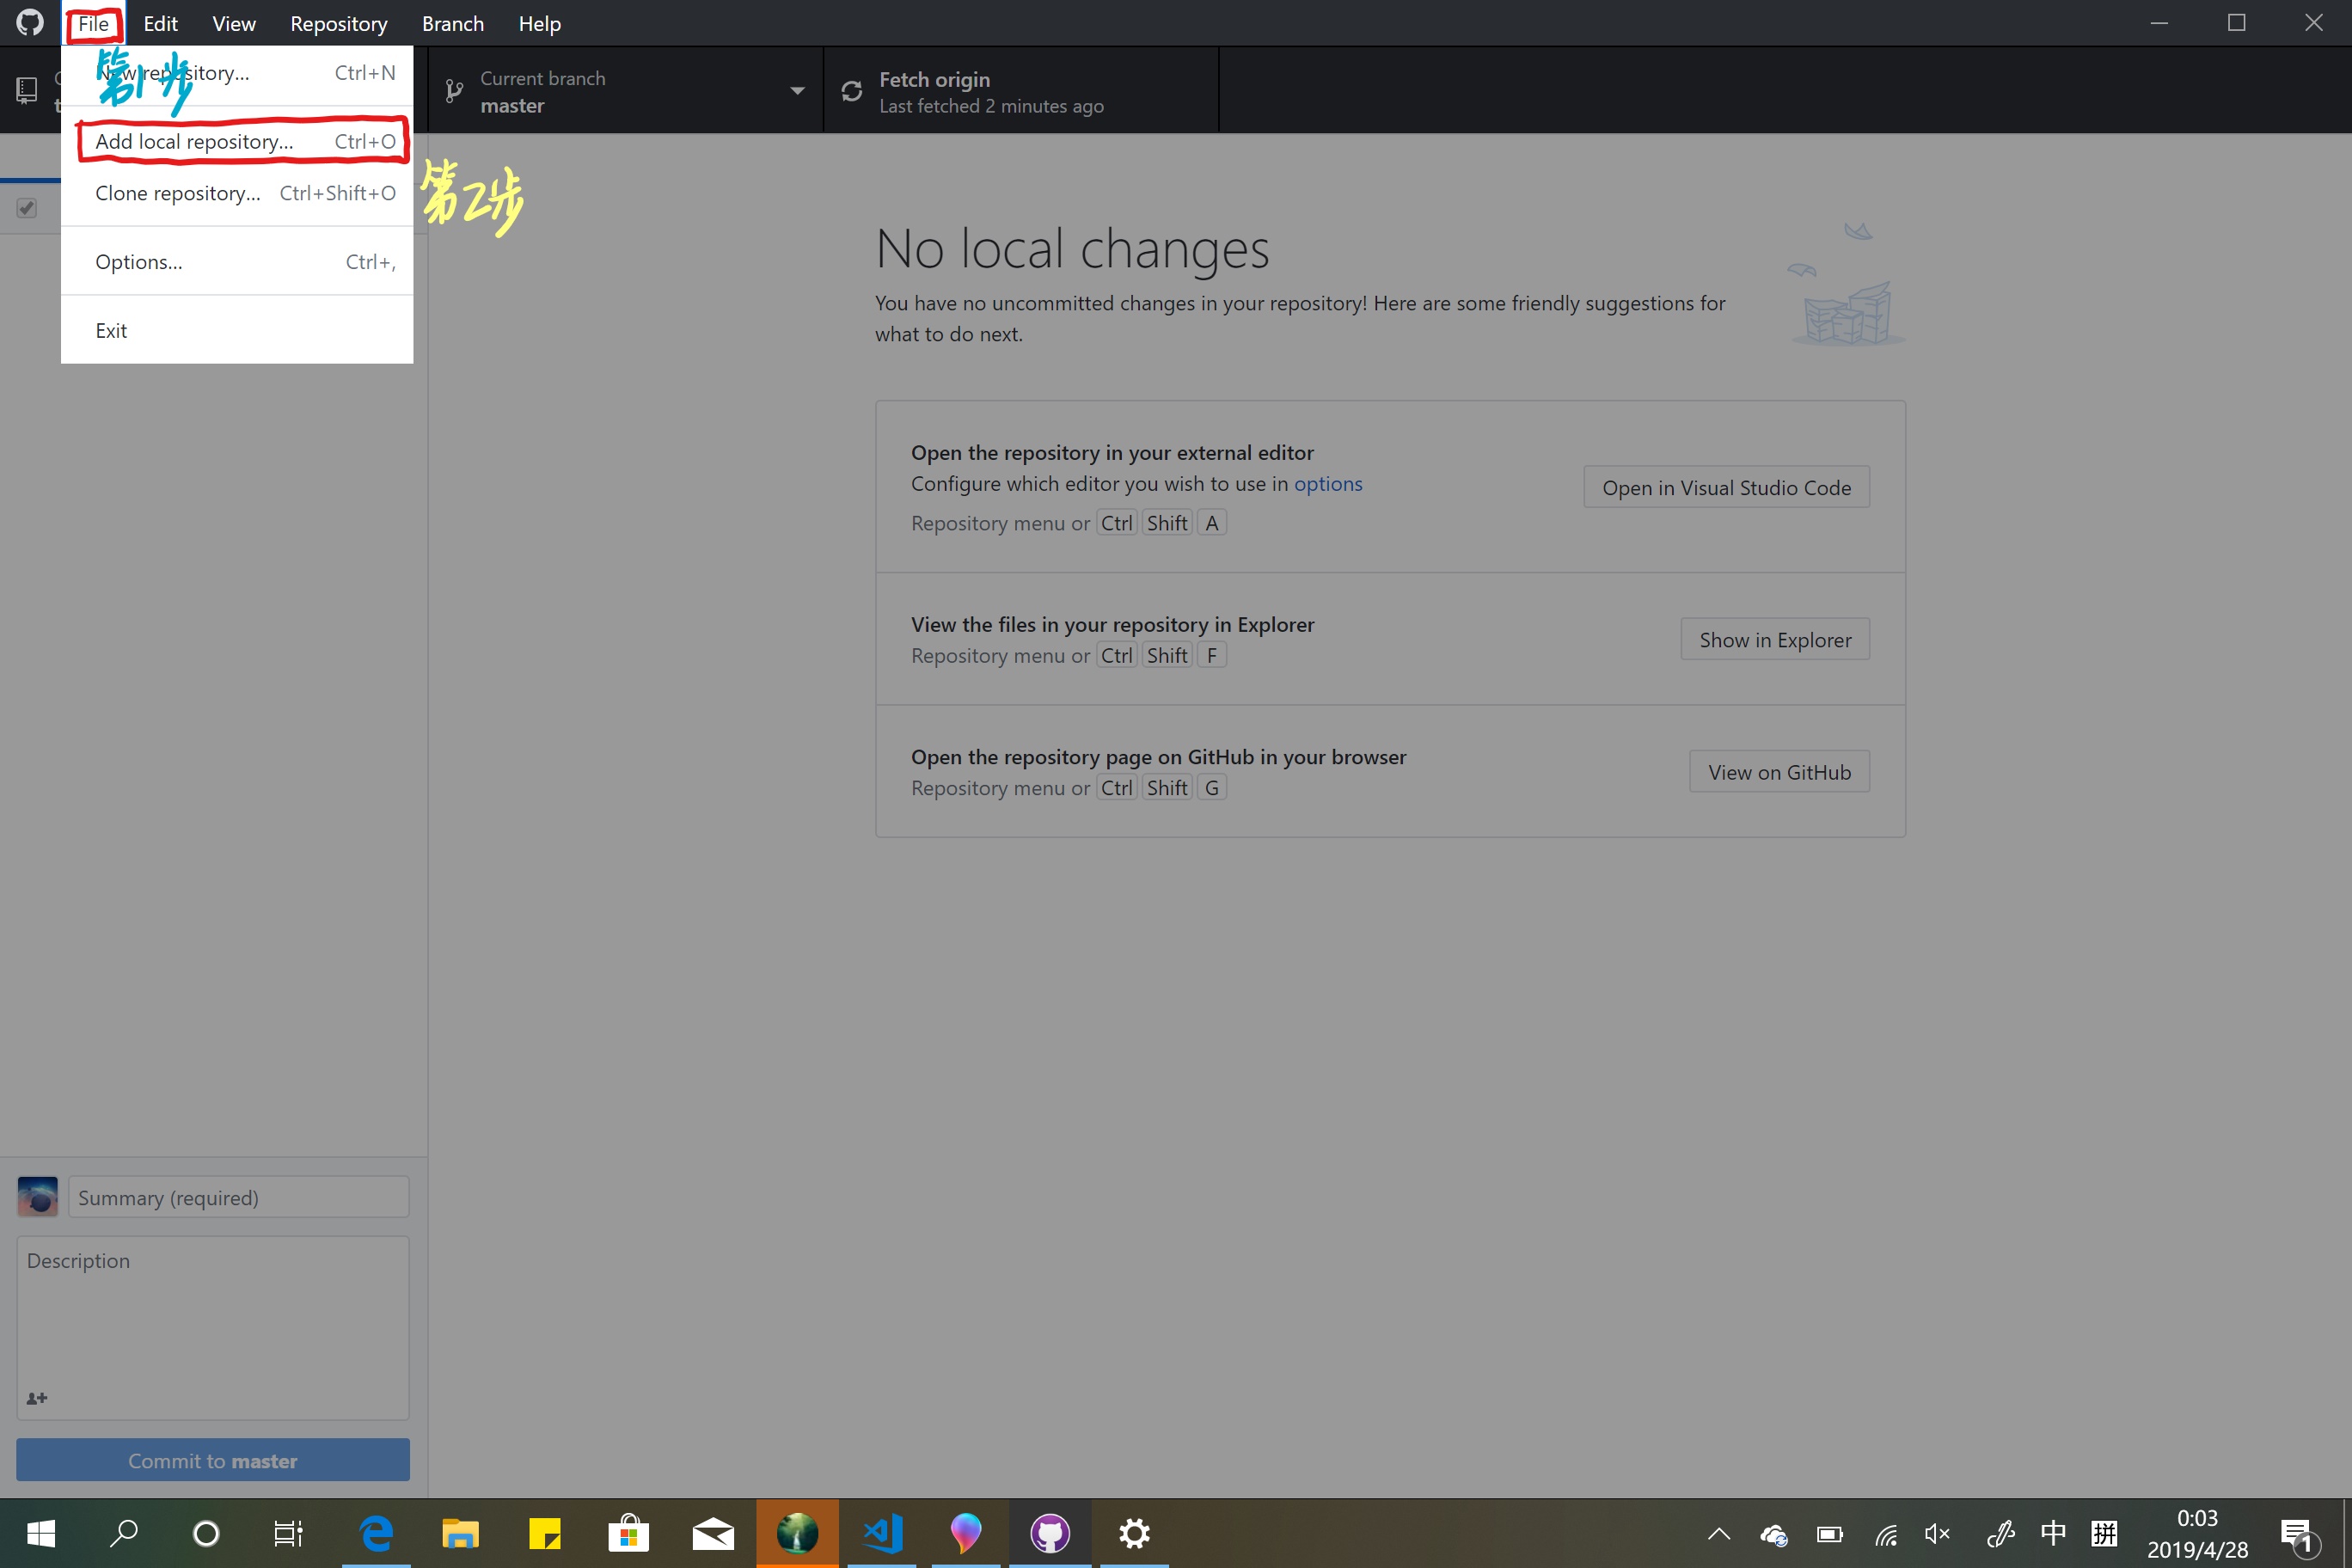 File Edit View Repository Branch Help
第1步
New repository... Ctrl+N
Add local repository... Ctrl+O
第2步
Clone repository... Ctrl+Shift+O
Options... Ctrl+,
Exit
Current branch
master
Fetch origin
Last fetched 2 minutes ago
No local changes
You have no uncommitted changes in your repository! Here are some friendly suggestions for
what to do next.
Open the repository in your external editor
Configure which editor you wish to use in options
Repository menu or Ctrl Shift A
Open in Visual Studio Code
View the files in your repository in Explorer
Repository menu or Ctrl Shift F
Show in Explorer
Open the repository page on GitHub in your browser
Repository menu or Ctrl Shift G
View on GitHub
Summary (required)
Description
Commit to master
中 拼
0:03
2019/4/28
1